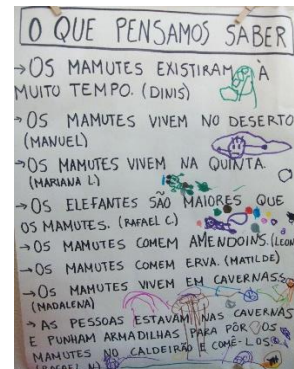 O QUE PENSAMOS SABER
→ OS MAMUTES EXISTIRAM À
MUITO TEMPO. (DINIS)
→ OS MAMUTES VIVEM NO DESERTO
(MANUEL)
→ OS MAMUTES VIVEM NA QUINTA.
(MARIANA L.)
→ OS ELEFANTES SÃO MAIORES QUE
OS MAMUTES. (RAFAEL C.)
→ OS MAMUTES COMEM AMENDOINS. (LEON
→ OS MAMUTES COMEM ERVA. (MATILDE)
→ OS MAMUTES VIVEM EM CAVERNAS.
(MADALENA)
→ AS PESSOAS ESTAVAM NAS CAVERNAS
E PUNHAM ARMADILHAS PARA PÔR OS
MAMUTES NO CALDEIRÃO E COMÊ-LOS.
(RAFAEL N.)